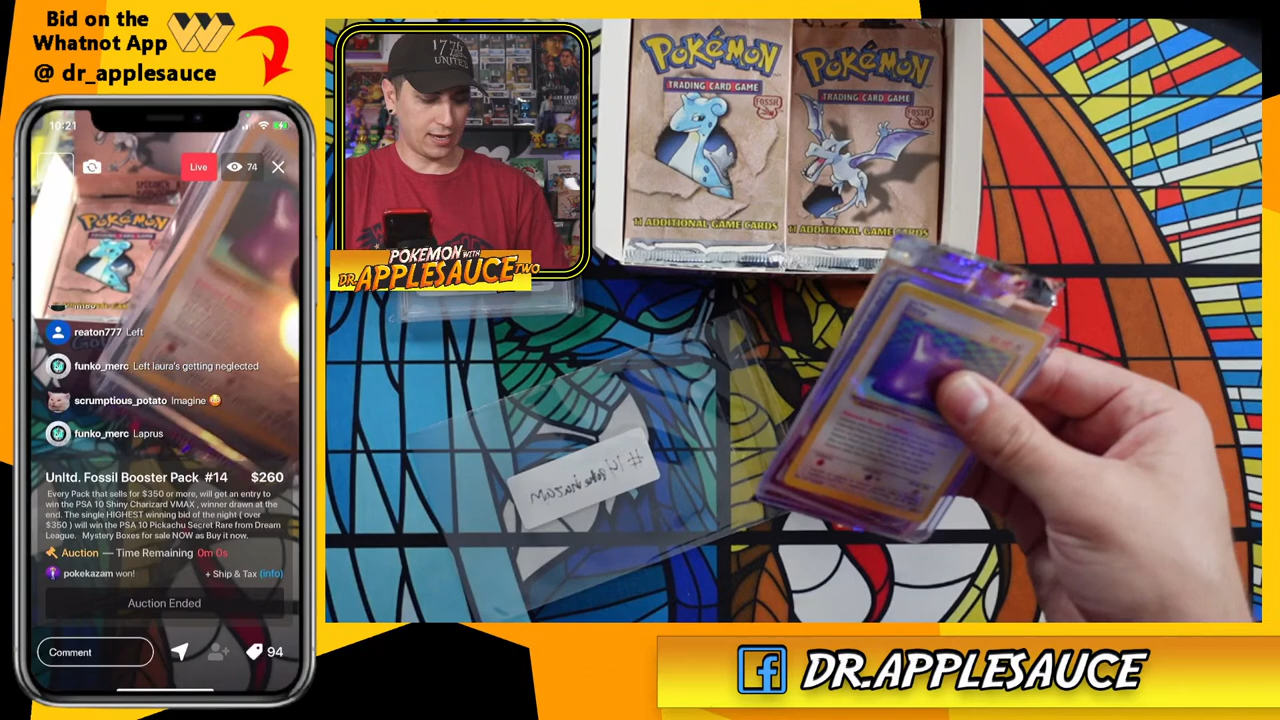 Bid on the
Whatnot App
@ dr_applesauce
10:21
Live
74
POKéMON
reaton777 Left
funko_merc Left laura's getting neglected
scrumptious_potato Imagine
funko_merc Laprus
Unltd. Fossil Booster Pack #14 $260
Every Pack that sells for $350 or more, will get an entry to
win the PSA 10 Shiny Charizard VMAX , winner drawn at the
end. The single HIGHEST winning bid of the night ( over
$350 ) will win the PSA 10 Pickachu Secret Rare from Dream
League. Mystery Boxes for sale NOW as Buy it now.
Auction — Time Remaining 0m 0s
pokekazam won!
+ Ship & Tax (info)
Auction Ended
Comment
94
1776
UNITED
POKEMON WITH
DR. APPLESAUCE TWO
POKéMON
TRADING CARD GAME
FOSSIL
11 ADDITIONAL GAME CARDS
POKéMON
TRADING CARD GAME
FOSSIL
11 ADDITIONAL GAME CARDS
#14 pokekazam
DR.APPLESAUCE